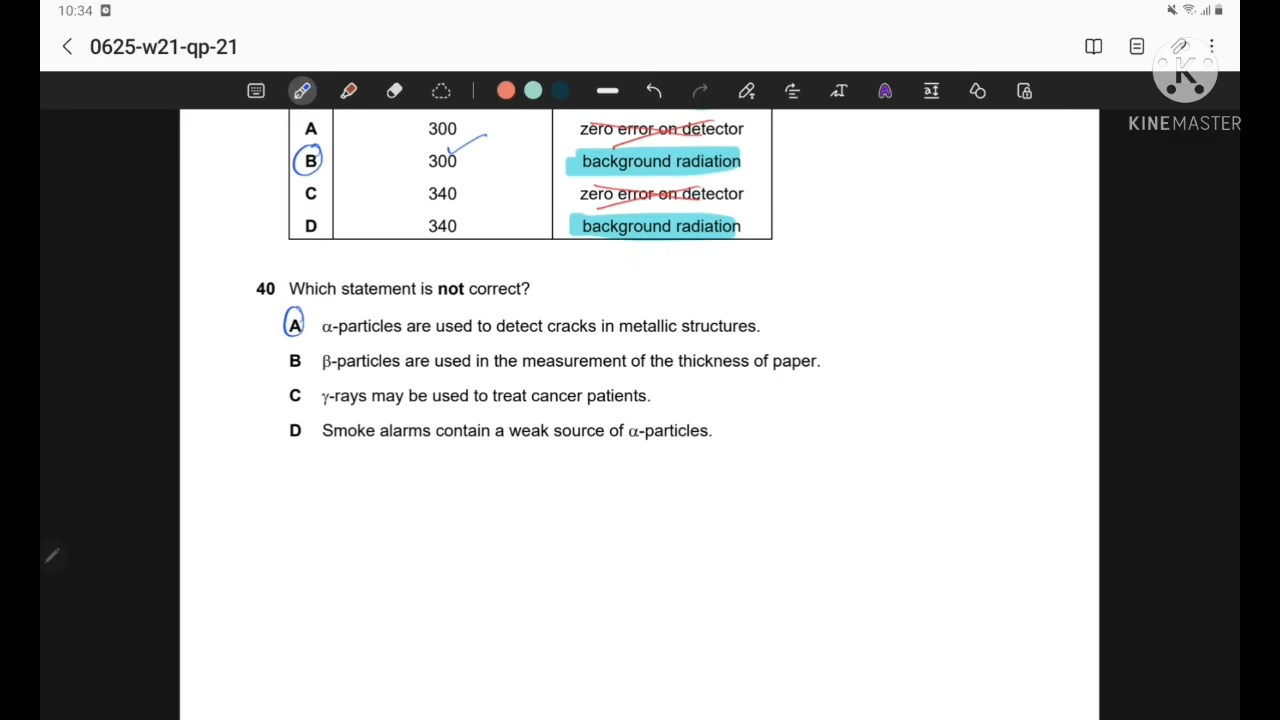 10:34
0625-w21-qp-21
K
KINEMASTER
A 300 zero error on detector
B 300 background radiation
C 340 zero error on detector
D 340 background radiation
40 Which statement is not correct?
A α-particles are used to detect cracks in metallic structures.
B β-particles are used in the measurement of the thickness of paper.
C γ-rays may be used to treat cancer patients.
D Smoke alarms contain a weak source of α-particles.